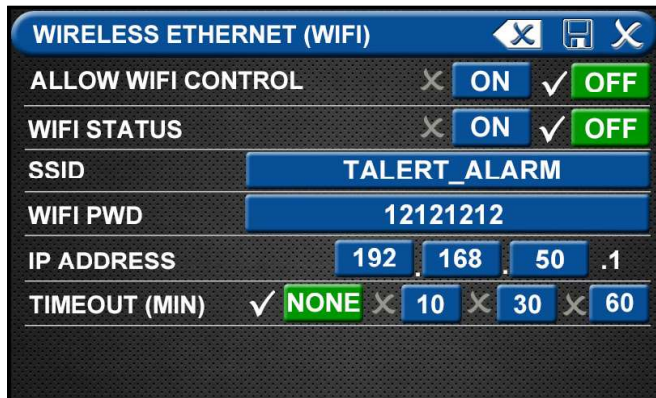 WIRELESS ETHERNET (WIFI)
ALLOW WIFI CONTROL ON OFF
WIFI STATUS ON OFF
SSID TALERT_ALARM
WIFI PWD 12121212
IP ADDRESS 192 . 168 . 50 .1
TIMEOUT (MIN) NONE 10 30 60